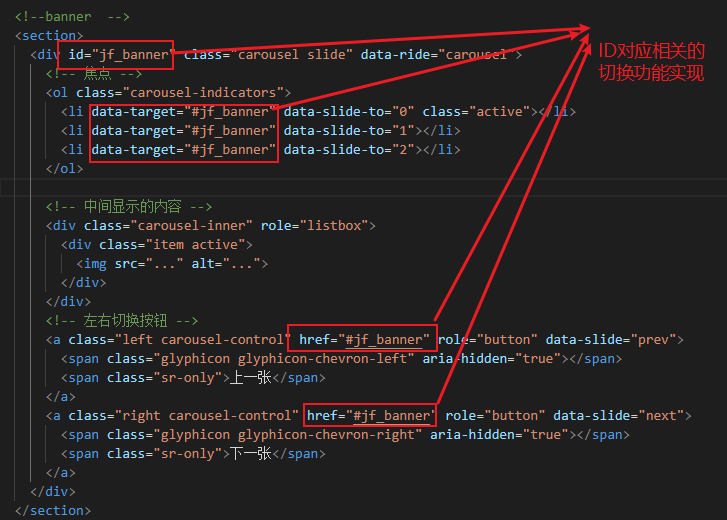 <!--banner  -->
<section>
<div id="jf_banner" class="carousel slide" data-ride="carousel">
<!-- 焦点 -->
<ol class="carousel-indicators">
<li data-target="#jf_banner" data-slide-to="0" class="active"></li>
<li data-target="#jf_banner" data-slide-to="1"></li>
<li data-target="#jf_banner" data-slide-to="2"></li>
</ol>
<!-- 中间显示的内容 -->
<div class="carousel-inner" role="listbox">
<div class="item active">
<img src="..." alt="...">
</div>
</div>
<!-- 左右切换按钮 -->
<a class="left carousel-control" href="#jf_banner" role="button" data-slide="prev">
<span class="glyphicon glyphicon-chevron-left" aria-hidden="true"></span>
<span class="sr-only">上一张</span>
</a>
<a class="right carousel-control" href="#jf_banner" role="button" data-slide="next">
<span class="glyphicon glyphicon-chevron-right" aria-hidden="true"></span>
<span class="sr-only">下一张</span>
</a>
</div>
</section>
ID对应相关的
切换功能实现